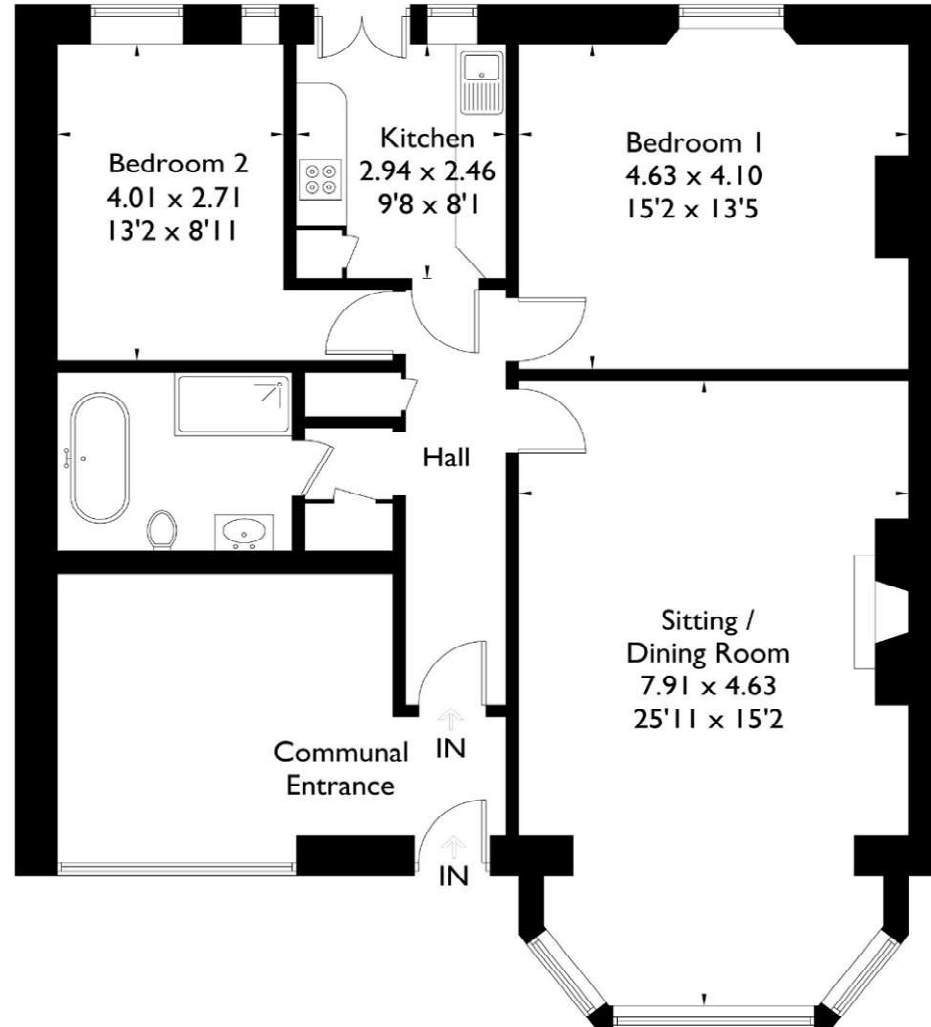 Bedroom 2
4.01 x 2.71
13'2 x 8'11
Kitchen
2.94 x 2.46
9'8 x 8'1
Bedroom 1
4.63 x 4.10
15'2 x 13'5
Hall
Sitting /
Dining Room
7.91 x 4.63
25'11 x 15'2
Communal
Entrance
IN
IN